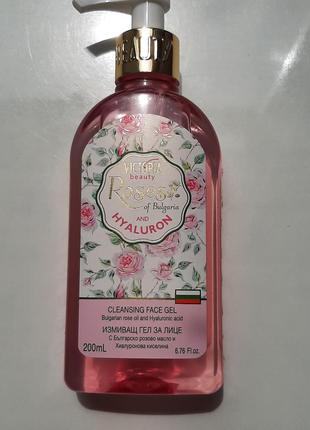 BEAUTY
VICTORIA
beauty
Roses
of Bulgaria
AND
HYALURON
CLEANSING FACE GEL
Bulgarian rose oil and Hyaluronic acid
ИЗМИВАЩ ГЕЛ ЗА ЛИЦЕ
С Българско розово масло и
Хиалуронова киселина
200mL 6.76 Fl.oz.